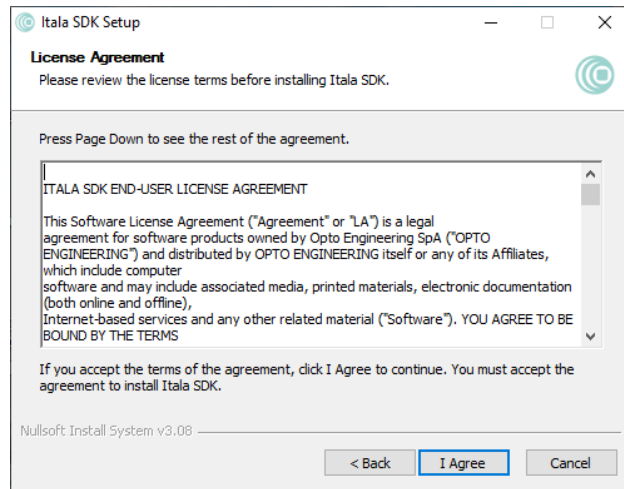 Itala SDK Setup
License Agreement
Please review the license terms before installing Itala SDK.
Press Page Down to see the rest of the agreement.
ITALA SDK END-USER LICENSE AGREEMENT
This Software License Agreement ("Agreement" or "LA") is a legal
agreement for software products owned by Opto Engineering SpA ("OPTO
ENGINEERING") and distributed by OPTO ENGINEERING itself or any of its Affiliates,
which include computer
software and may include associated media, printed materials, electronic documentation
(both online and offline),
Internet-based services and any other related material ("Software"). YOU AGREE TO BE
BOUND BY THE TERMS
If you accept the terms of the agreement, click I Agree to continue. You must accept the
agreement to install Itala SDK.
Nullsoft Install System v3.08
< Back I Agree Cancel